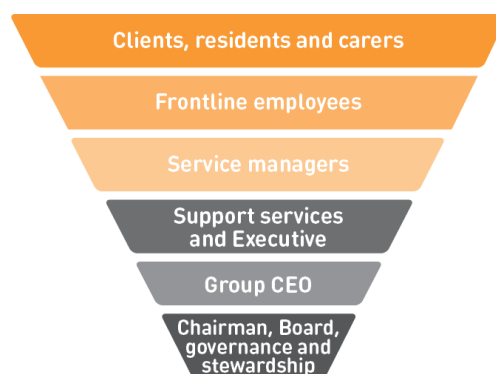 Clients, residents and carers
Frontline employees
Service managers
Support services
and Executive
Group CEO
Chairman, Board,
governance and
stewardship